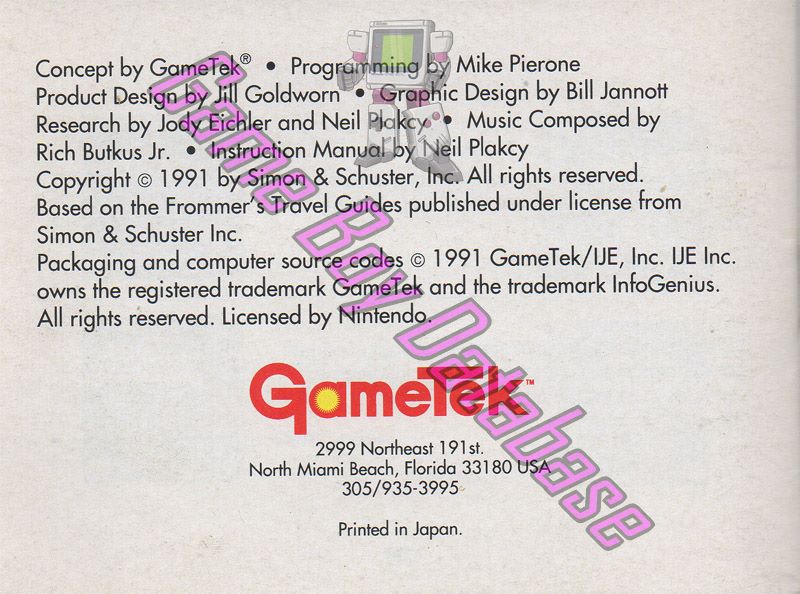 Concept by GameTek® • Programming by Mike Pierone
Product Design by Jill Goldworn • Graphic Design by Bill Jannott
Research by Jody Eichler and Neil Plakcy • Music Composed by
Rich Butkus Jr. • Instruction Manual by Neil Plakcy
Copyright © 1991 by Simon & Schuster, Inc. All rights reserved.
Based on the Frommer's Travel Guides published under license from
Simon & Schuster Inc.
Packaging and computer source codes © 1991 GameTek/IJE, Inc. IJE Inc.
owns the registered trademark GameTek and the trademark InfoGenius.
All rights reserved. Licensed by Nintendo.
GameTek™
2999 Northeast 191st.
North Miami Beach, Florida 33180 USA
305/935-3995
Printed in Japan.
Game Boy Database